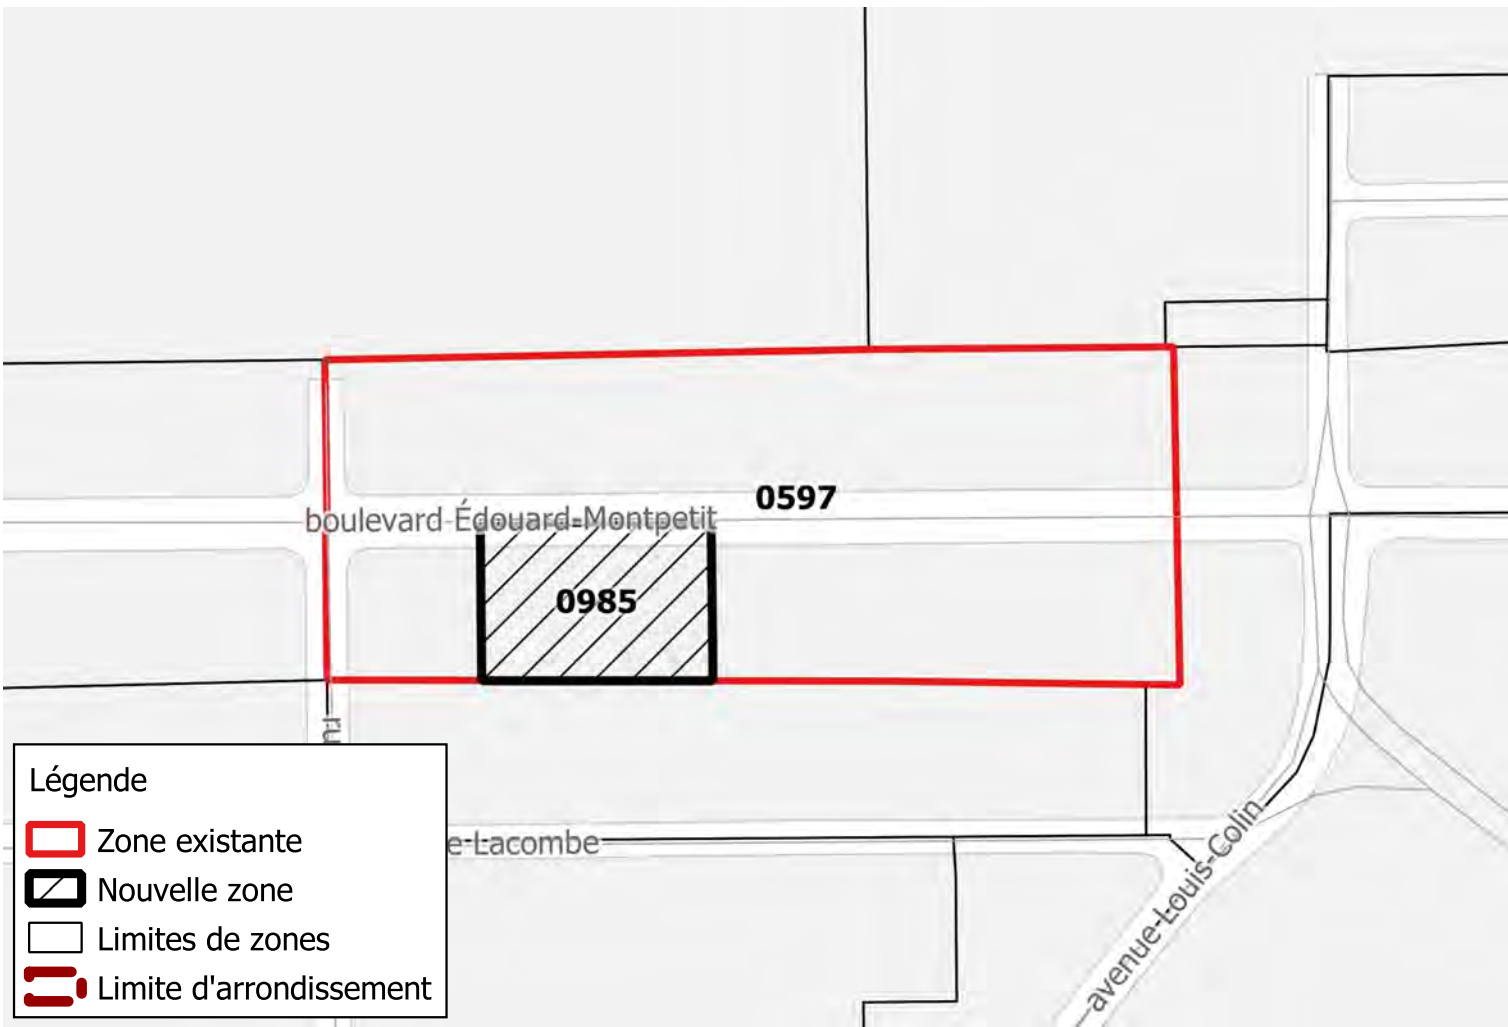 0597
boulevard Édouard-Montpetit
0985
ru
Légende
Zone existante
Nouvelle zone
Limites de zones
Limite d'arrondissement
e-Lacombe
avenue-Louis-Colin